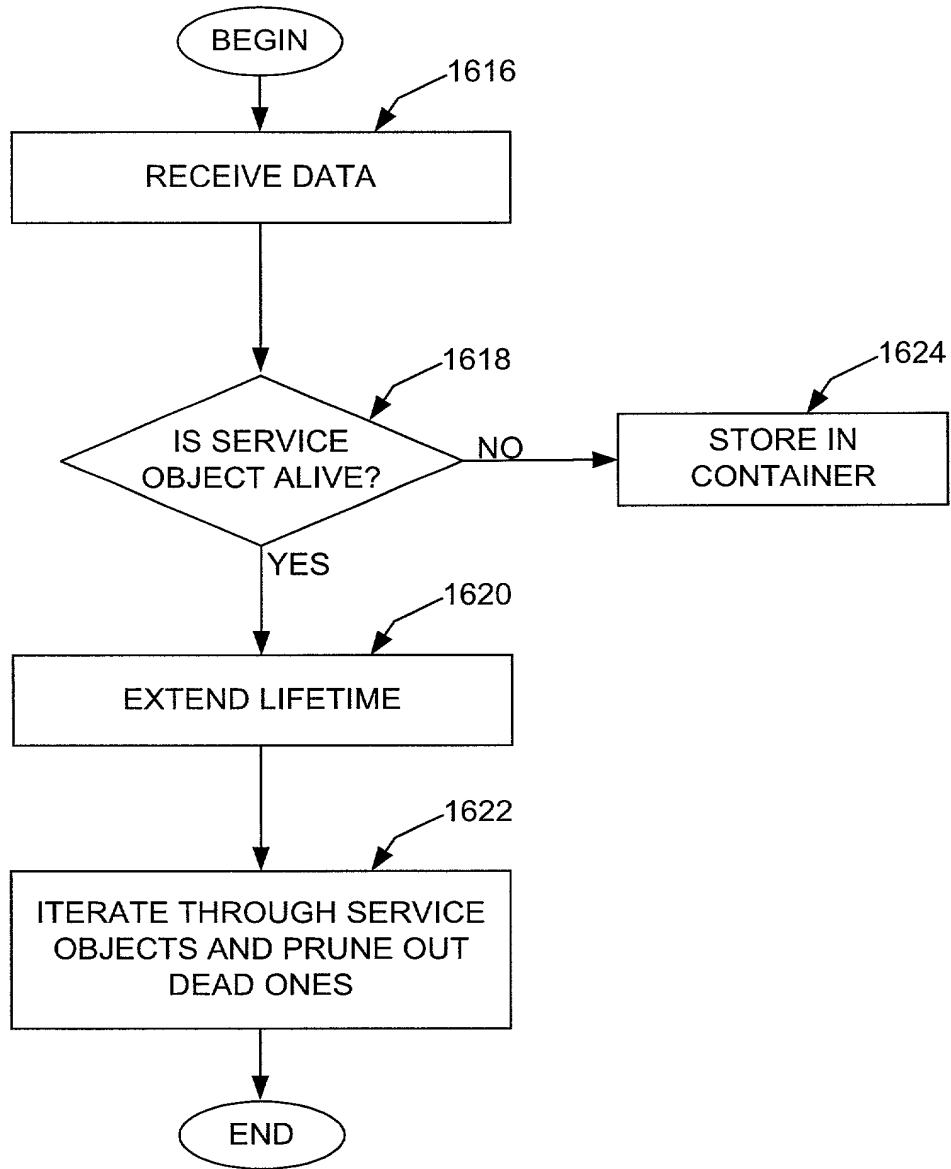 BEGIN
1616
RECEIVE DATA
1618
IS SERVICE
OBJECT ALIVE?
NO
1624
STORE IN
CONTAINER
YES
1620
EXTEND LIFETIME
1622
ITERATE THROUGH SERVICE
OBJECTS AND PRUNE OUT
DEAD ONES
END